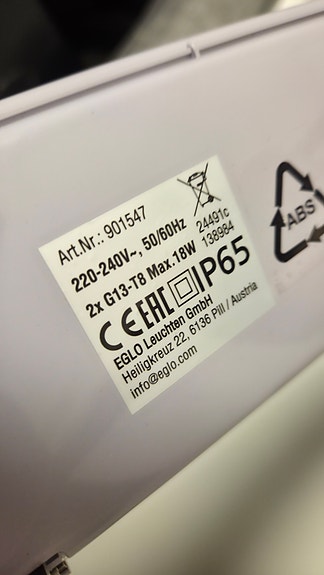 Art.Nr.: 901547
220-240V~, 50/60Hz
2x G13-T8 Max.18W
24491c
138984
CE EAC IP65
EGLO Leuchten GmbH
Heiligkreuz 22, 6136 Pill / Austria
info@eglo.com
ABS